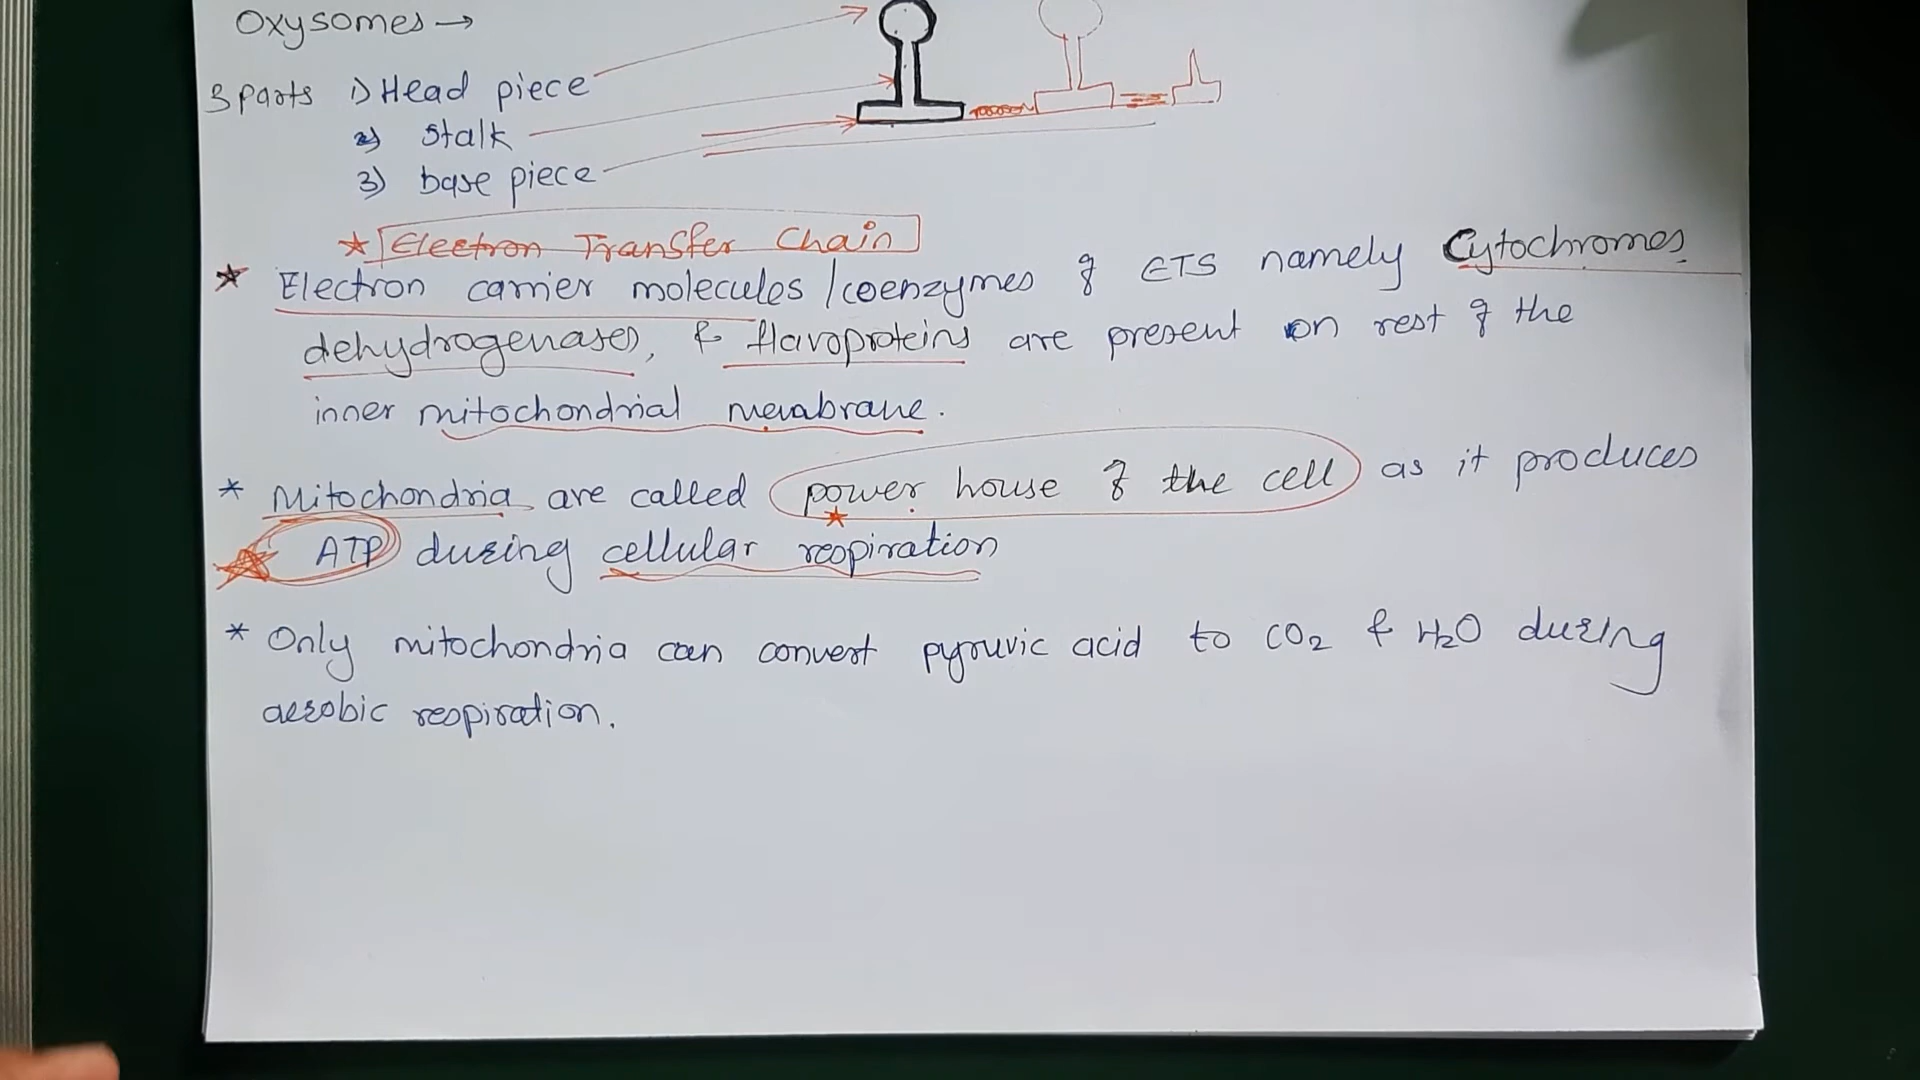 Oxysomes →
3 parts 1) Head piece
2) stalk
3) base piece
* Electron Transfer Chain
* Electron carrier molecules / coenzymes of ETS namely Cytochromes
dehydrogenases, & flavoproteins are present on rest of the
inner mitochondrial membrane.
* Mitochondria are called power house of the cell as it produces
ATP during cellular respiration
* Only mitochondria can convert pyruvic acid to CO2 & H2O during
aerobic respiration.